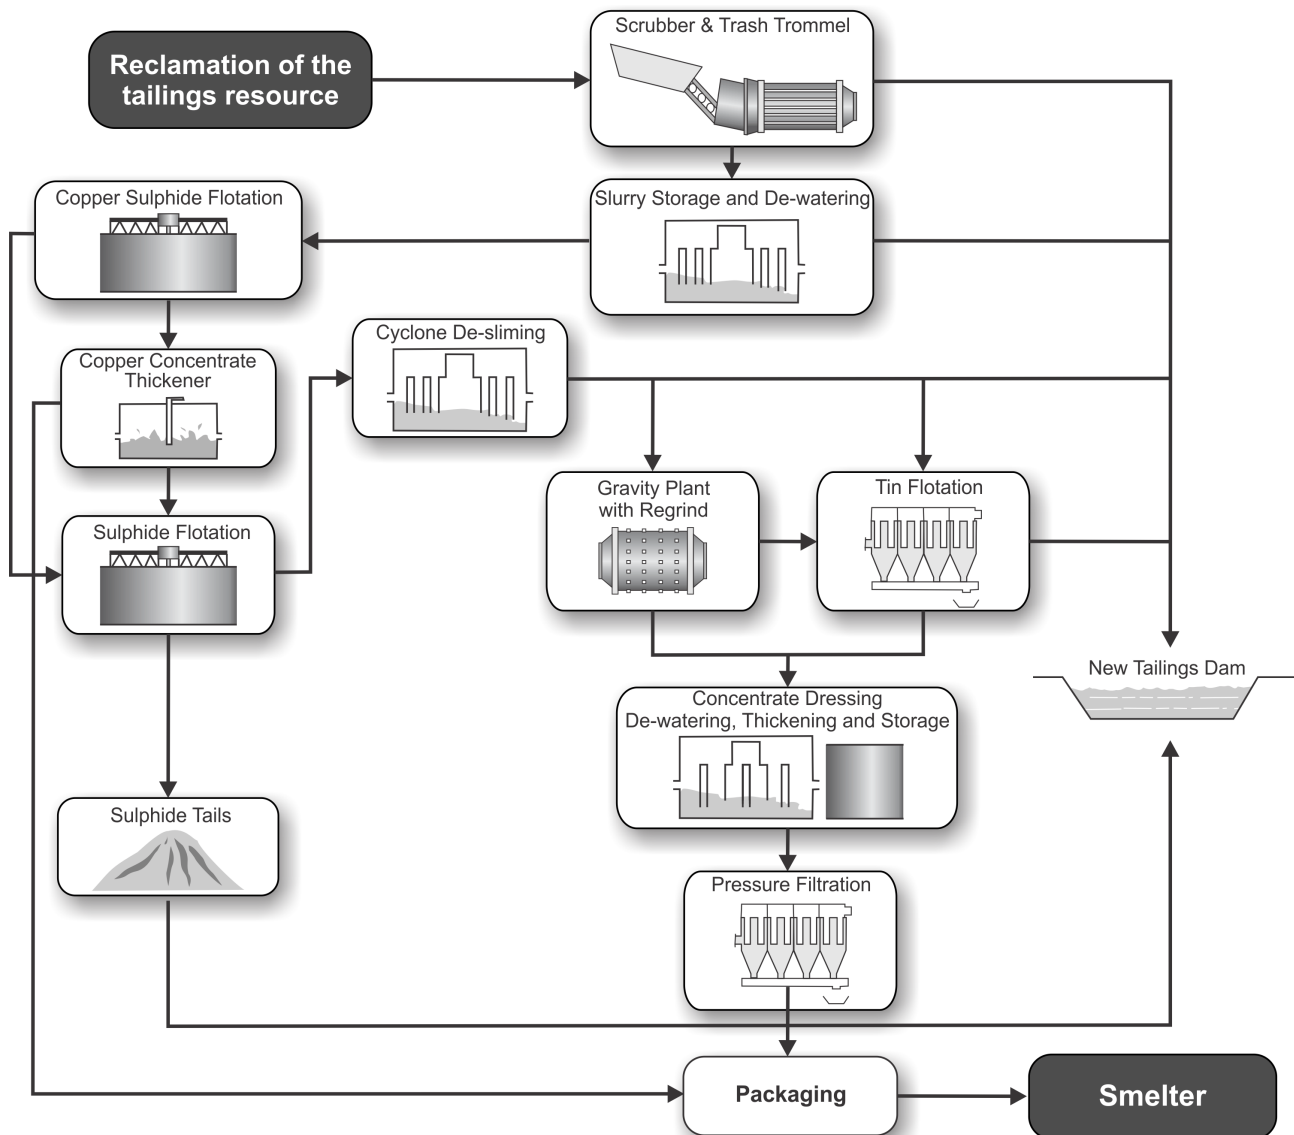 Scrubber & Trash Trommel
Reclamation of the
tailings resource
Copper Sulphide Flotation
Slurry Storage and De-watering
Cyclone De-sliming
Copper Concentrate
Thickener
Gravity Plant
with Regrind
Tin Flotation
Sulphide Flotation
New Tailings Dam
Concentrate Dressing
De-watering, Thickening and Storage
Sulphide Tails
Pressure Filtration
Packaging
Smelter